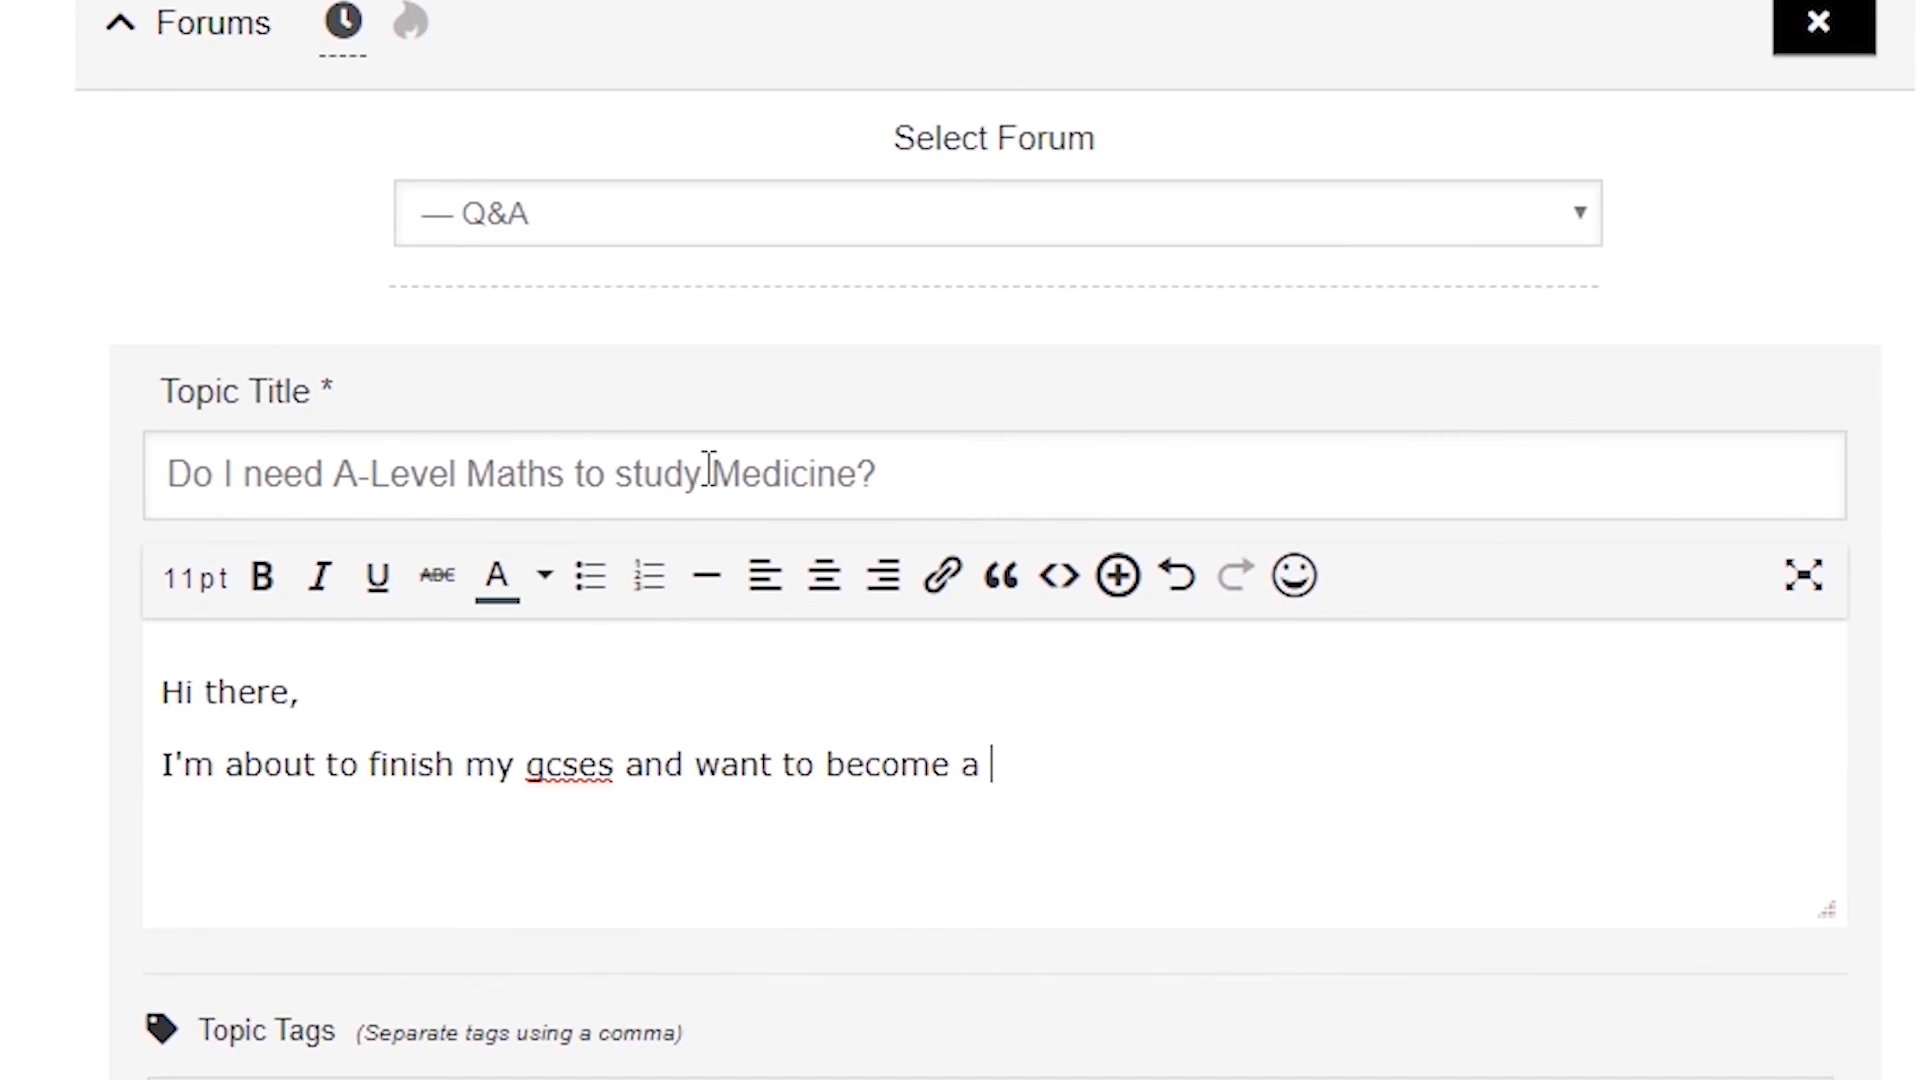 Forums
Select Forum
— Q&A
Topic Title *
Do I need A-Level Maths to study Medicine?
11pt B I U ABC A
Hi there,
I'm about to finish my gcses and want to become a
Topic Tags (Separate tags using a comma)